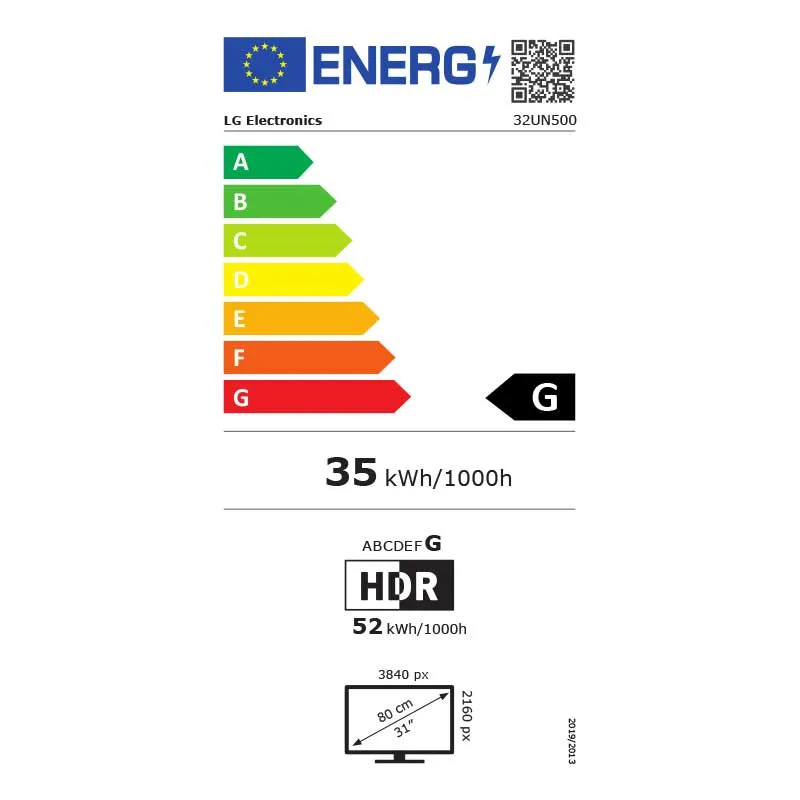 ENERG
LG Electronics 32UN500
A
B
C
D
E
F
G
G
35 kWh/1000h
ABCDEFG
HDR
52 kWh/1000h
3840 px
80 cm
31"
2160 px
2019/2013